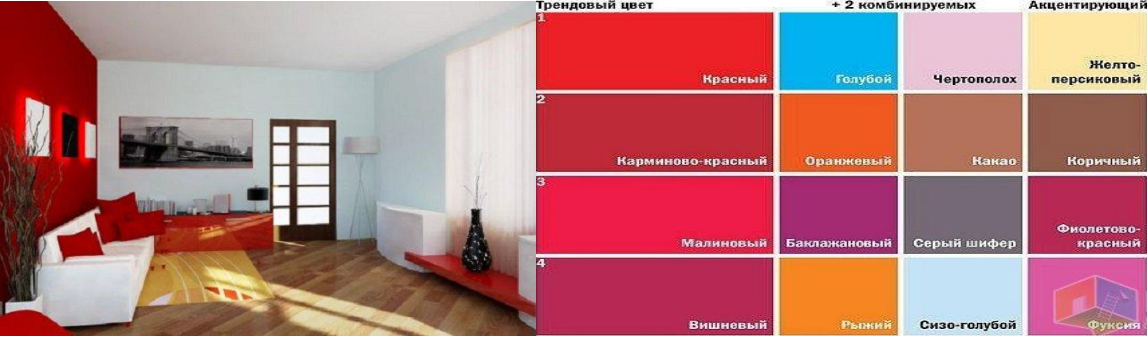 Трендовый цвет + 2 комбинируемых Акцентирующий
1
Красный Голубой Чертополох Желто-
персиковый
2
Карминово-красный Оранжевый Какао Коричный
3
Малиновый Баклажановый Серый шифер Фиолетово-
красный
4
Вишневый Рыжий Сизо-голубой Фуксия